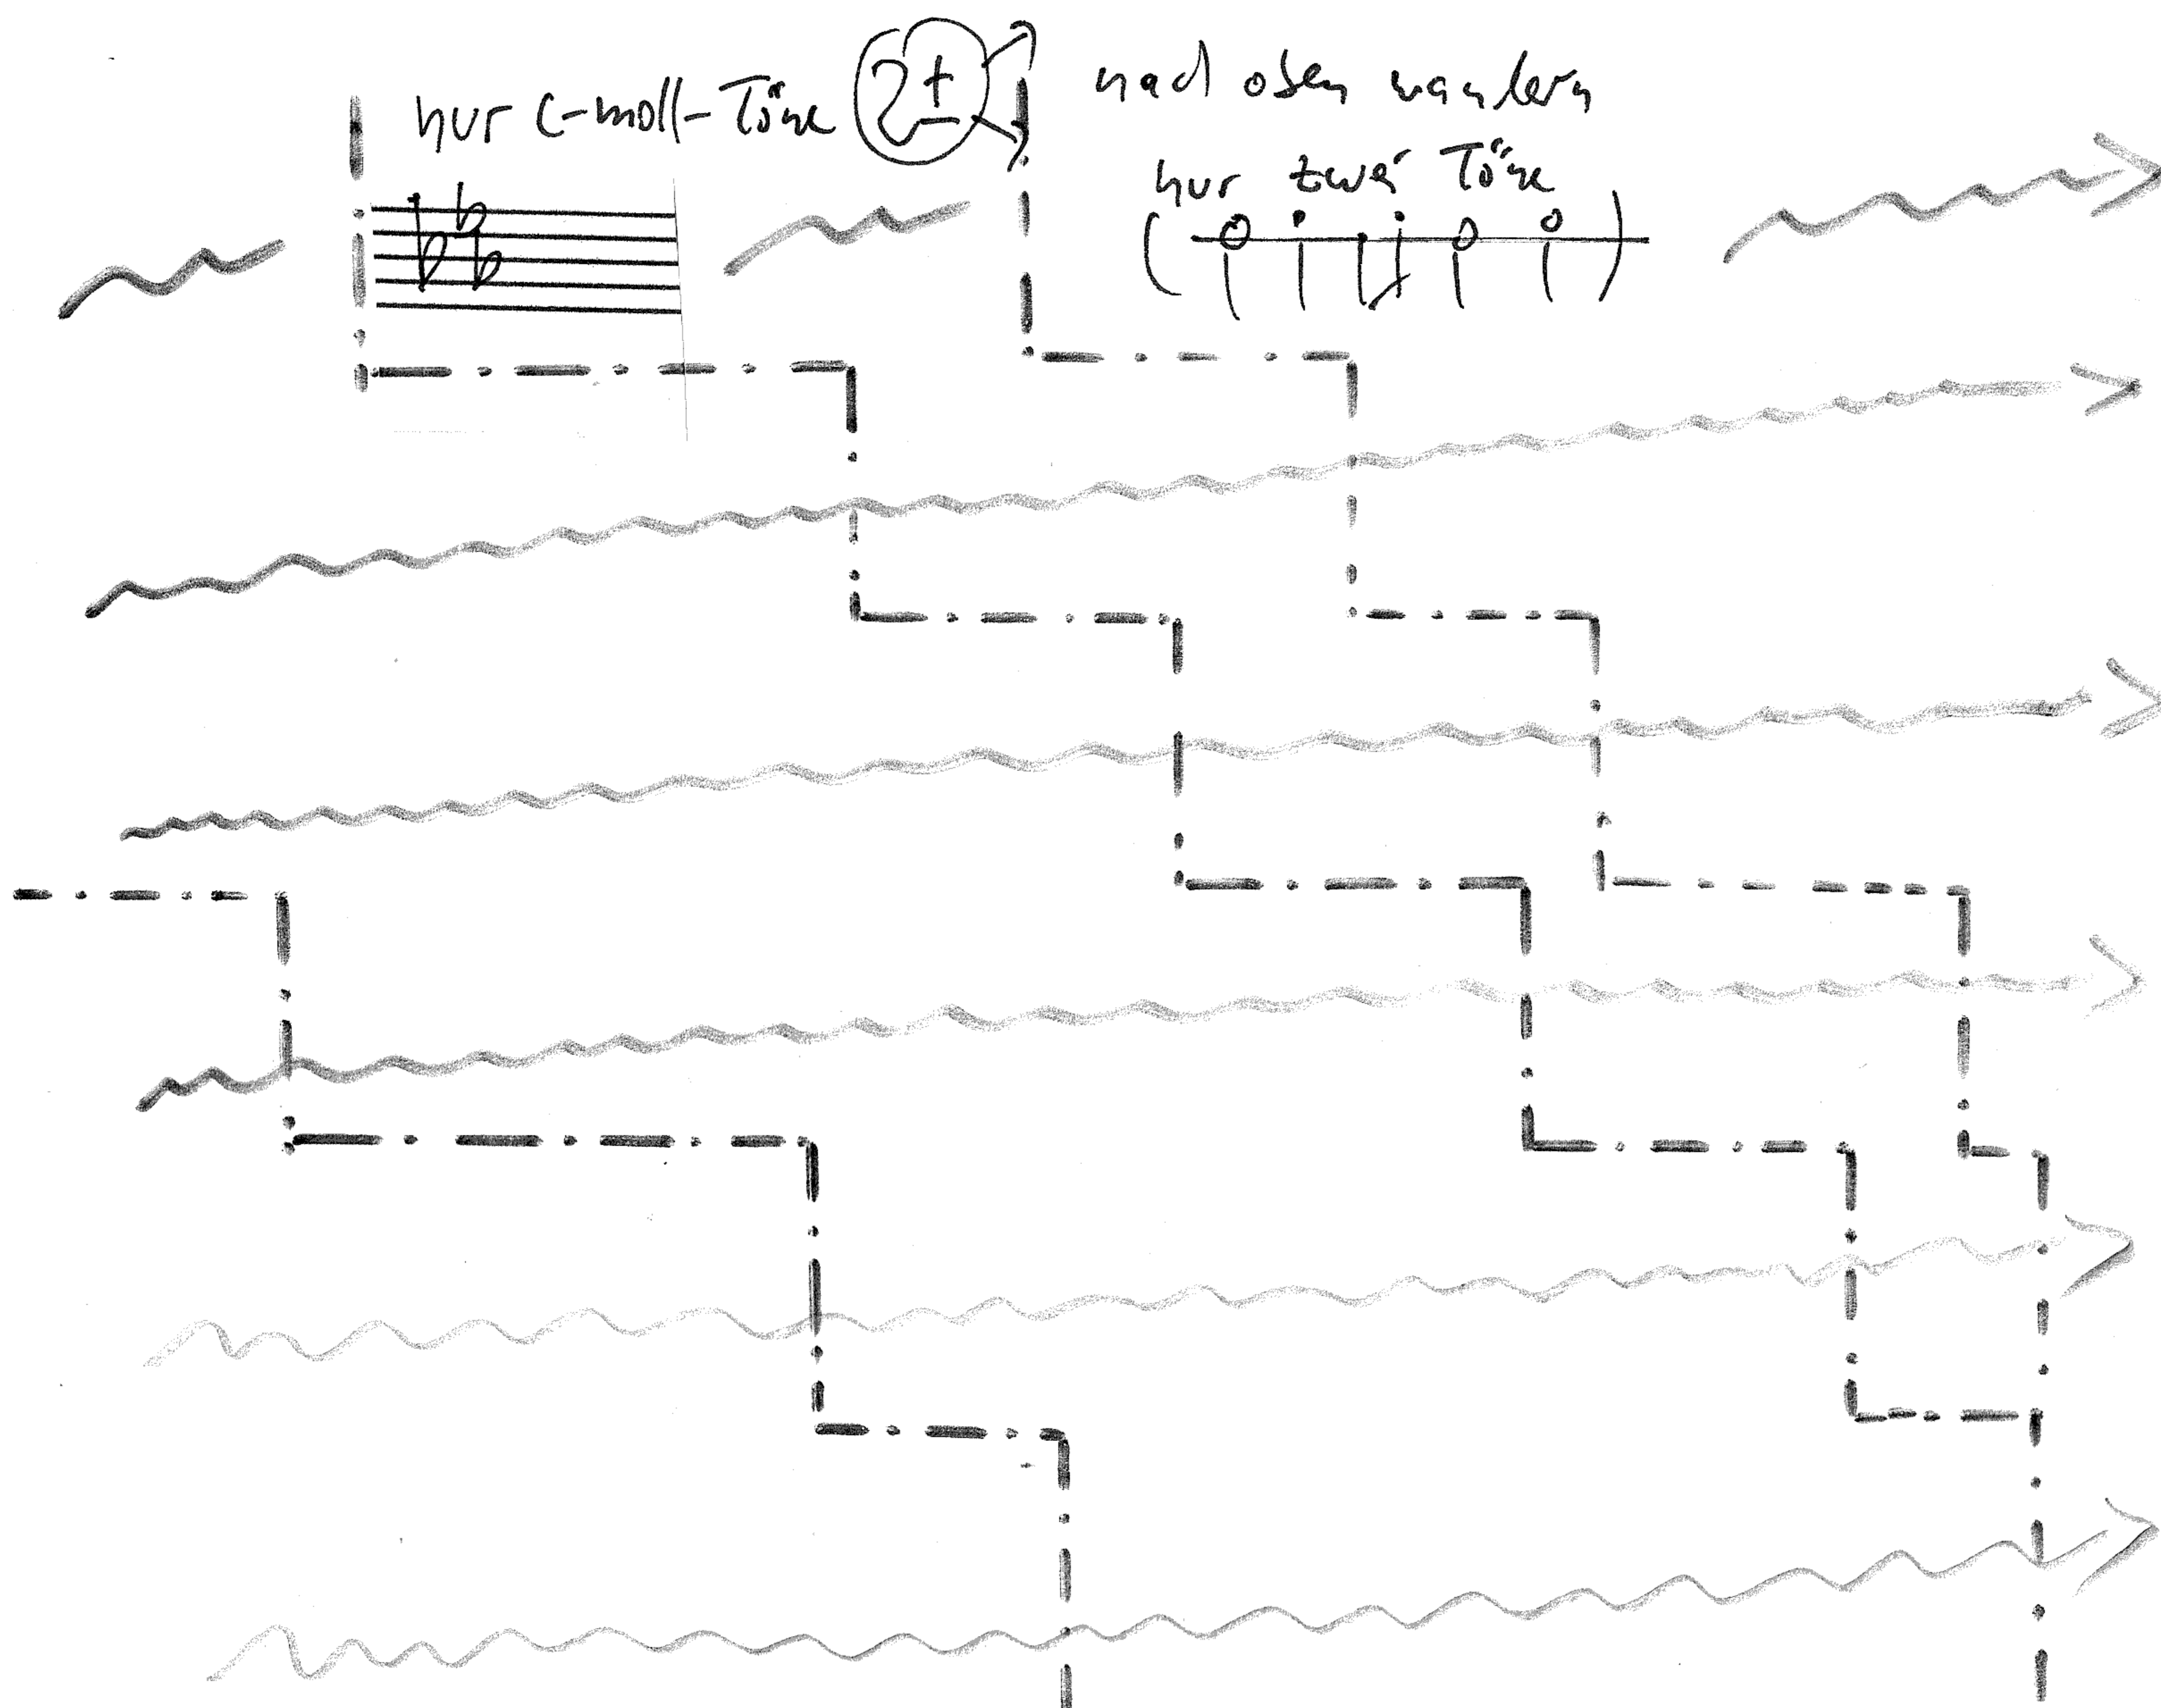 nur c-moll-Töne 2±
nach oben wandern
nur zwei Töne